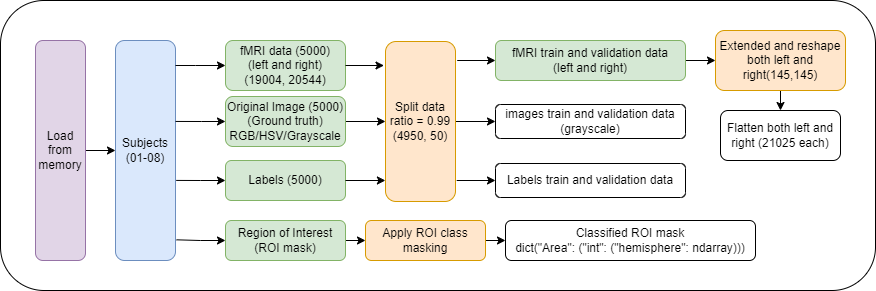 Load
from
memory
Subjects
(01-08)
fMRI data (5000)
(left and right)
(19004, 20544)
Original Image (5000)
(Ground truth)
RGB/HSV/Grayscale
Labels (5000)
Region of Interest
(ROI mask)
Split data
ratio = 0.99
(4950, 50)
Apply ROI class
masking
fMRI train and validation data
(left and right)
images train and validation data
(grayscale)
Labels train and validation data
Classified ROI mask
dict("Area": ("int": ("hemisphere": ndarray)))
Extended and reshape
both left and
right(145,145)
Flatten both left and
right (21025 each)